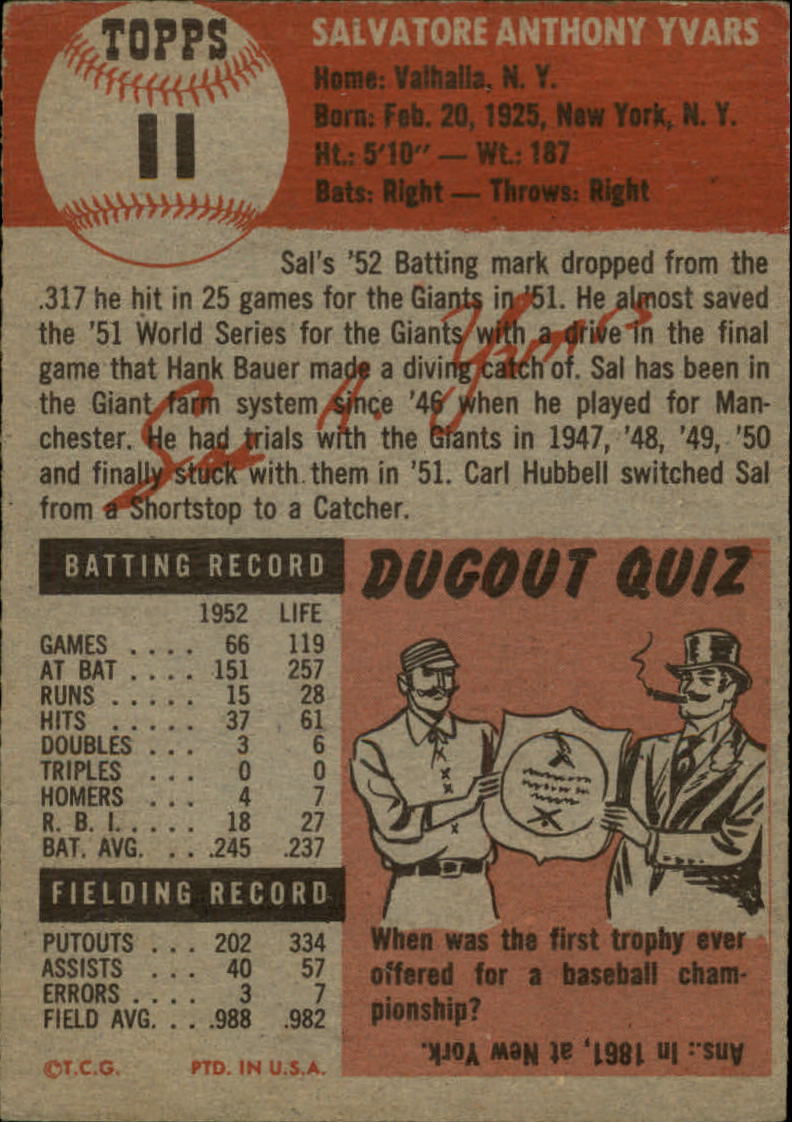 TOPPS
11
SALVATORE ANTHONY YVARS
Home: Valhalla, N. Y.
Born: Feb. 20, 1925, New York, N. Y.
Ht.: 5'10" — Wt.: 187
Bats: Right — Throws: Right
Sal's '52 Batting mark dropped from the
.317 he hit in 25 games for the Giants in '51. He almost saved
the '51 World Series for the Giants with a drive in the final
game that Hank Bauer made a diving catch of. Sal has been in
the Giant farm system since '46 when he played for Man-
chester. He had trials with the Giants in 1947, '48, '49, '50
and finally stuck with them in '51. Carl Hubbell switched Sal
from a Shortstop to a Catcher.
Sal A. Yvars
BATTING RECORD
1952 LIFE
GAMES .... 66 119
AT BAT .... 151 257
RUNS ..... 15 28
HITS ..... 37 61
DOUBLES ... 3 6
TRIPLES ... 0 0
HOMERS ... 4 7
R. B. I. .... 18 27
BAT. AVG. ... .245 .237
FIELDING RECORD
PUTOUTS ... 202 334
ASSISTS ... 40 57
ERRORS .... 3 7
FIELD AVG. ... .988 .982
©T.C.G. PTD. IN U.S.A.
DUGOUT QUIZ
When was the first trophy ever
offered for a baseball cham-
pionship?
Ans.: In 1861, at New York.